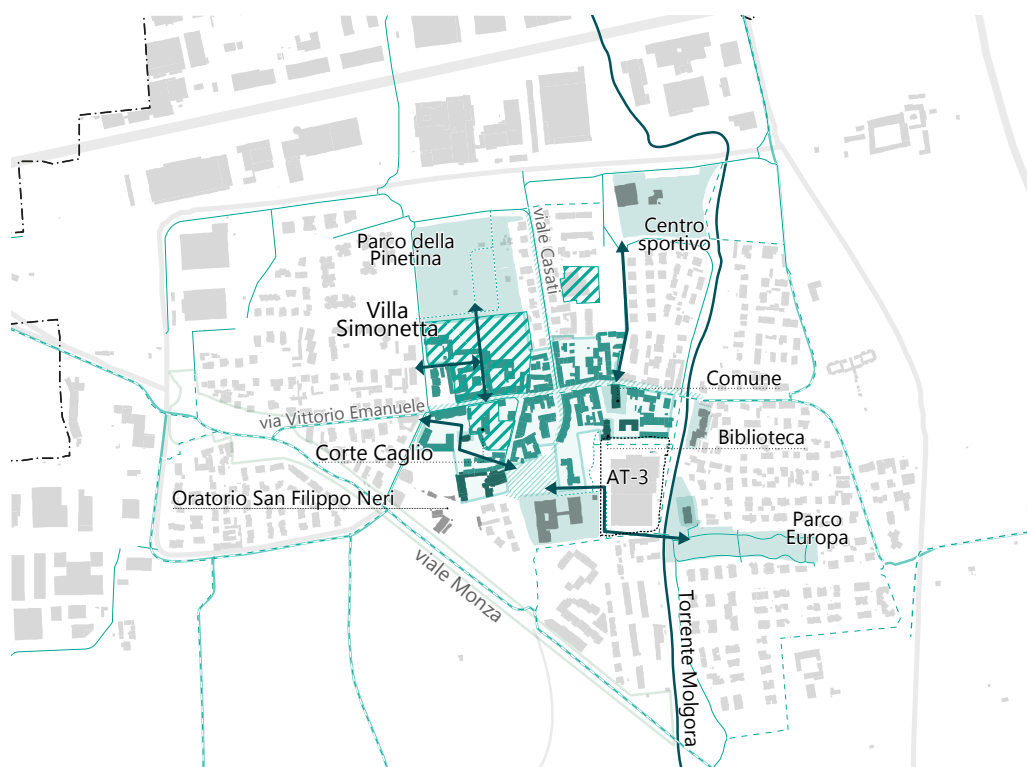 viale Casati
Centro
sportivo
Parco della
Pinetina
Villa
Simonetta
Comune
via Vittorio Emanuele
Biblioteca
Corte Caglio
AT-3
Oratorio San Filippo Neri
Parco
Europa
viale Monza
Torrente Molgora